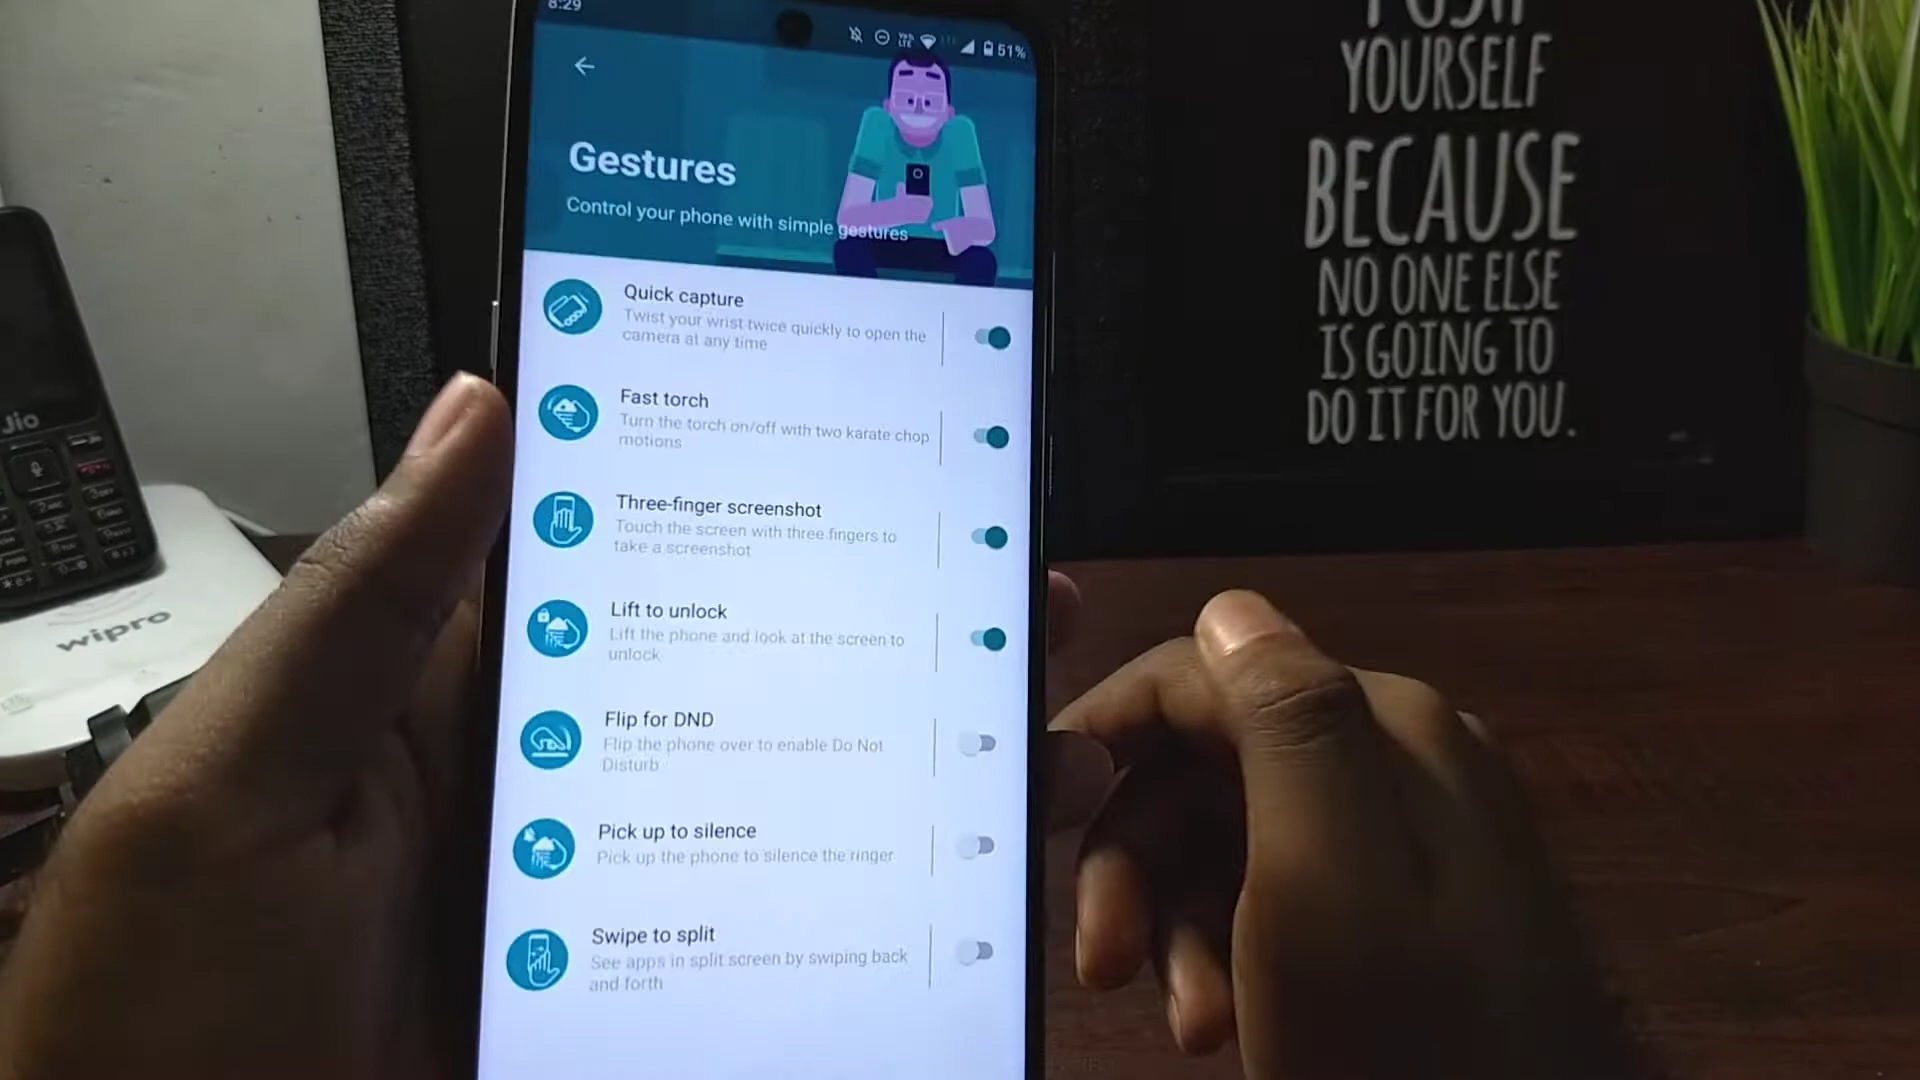 8:29
51%
Gestures
Control your phone with simple gestures
Quick capture
Twist your wrist twice quickly to open the
camera at any time
Fast torch
Turn the torch on/off with two karate chop
motions
Three-finger screenshot
Touch the screen with three fingers to
take a screenshot
Lift to unlock
Lift the phone and look at the screen to
unlock
Flip for DND
Flip the phone over to enable Do Not
Disturb
Pick up to silence
Pick up the phone to silence the ringer
Swipe to split
See apps in split screen by swiping back
and forth
Jio
wipro
PUSH
YOURSELF
BECAUSE
NO ONE ELSE
IS GOING TO
DO IT FOR YOU.